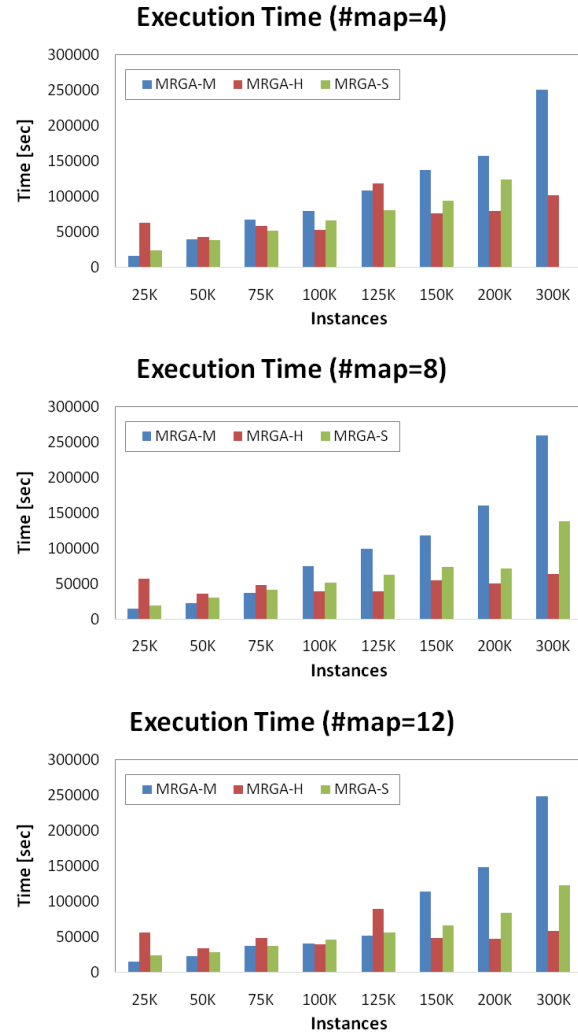 Execution Time (#map=4)
300000
MRGA-M MRGA-H MRGA-S
250000
200000
150000
100000
50000
0
Time [sec]
25K 50K 75K 100K 125K 150K 200K 300K
Instances
Execution Time (#map=8)
300000
MRGA-M MRGA-H MRGA-S
250000
200000
150000
100000
50000
0
Time [sec]
25K 50K 75K 100K 125K 150K 200K 300K
Instances
Execution Time (#map=12)
300000
MRGA-M MRGA-H MRGA-S
250000
200000
150000
100000
50000
0
Time [sec]
25K 50K 75K 100K 125K 150K 200K 300K
Instances